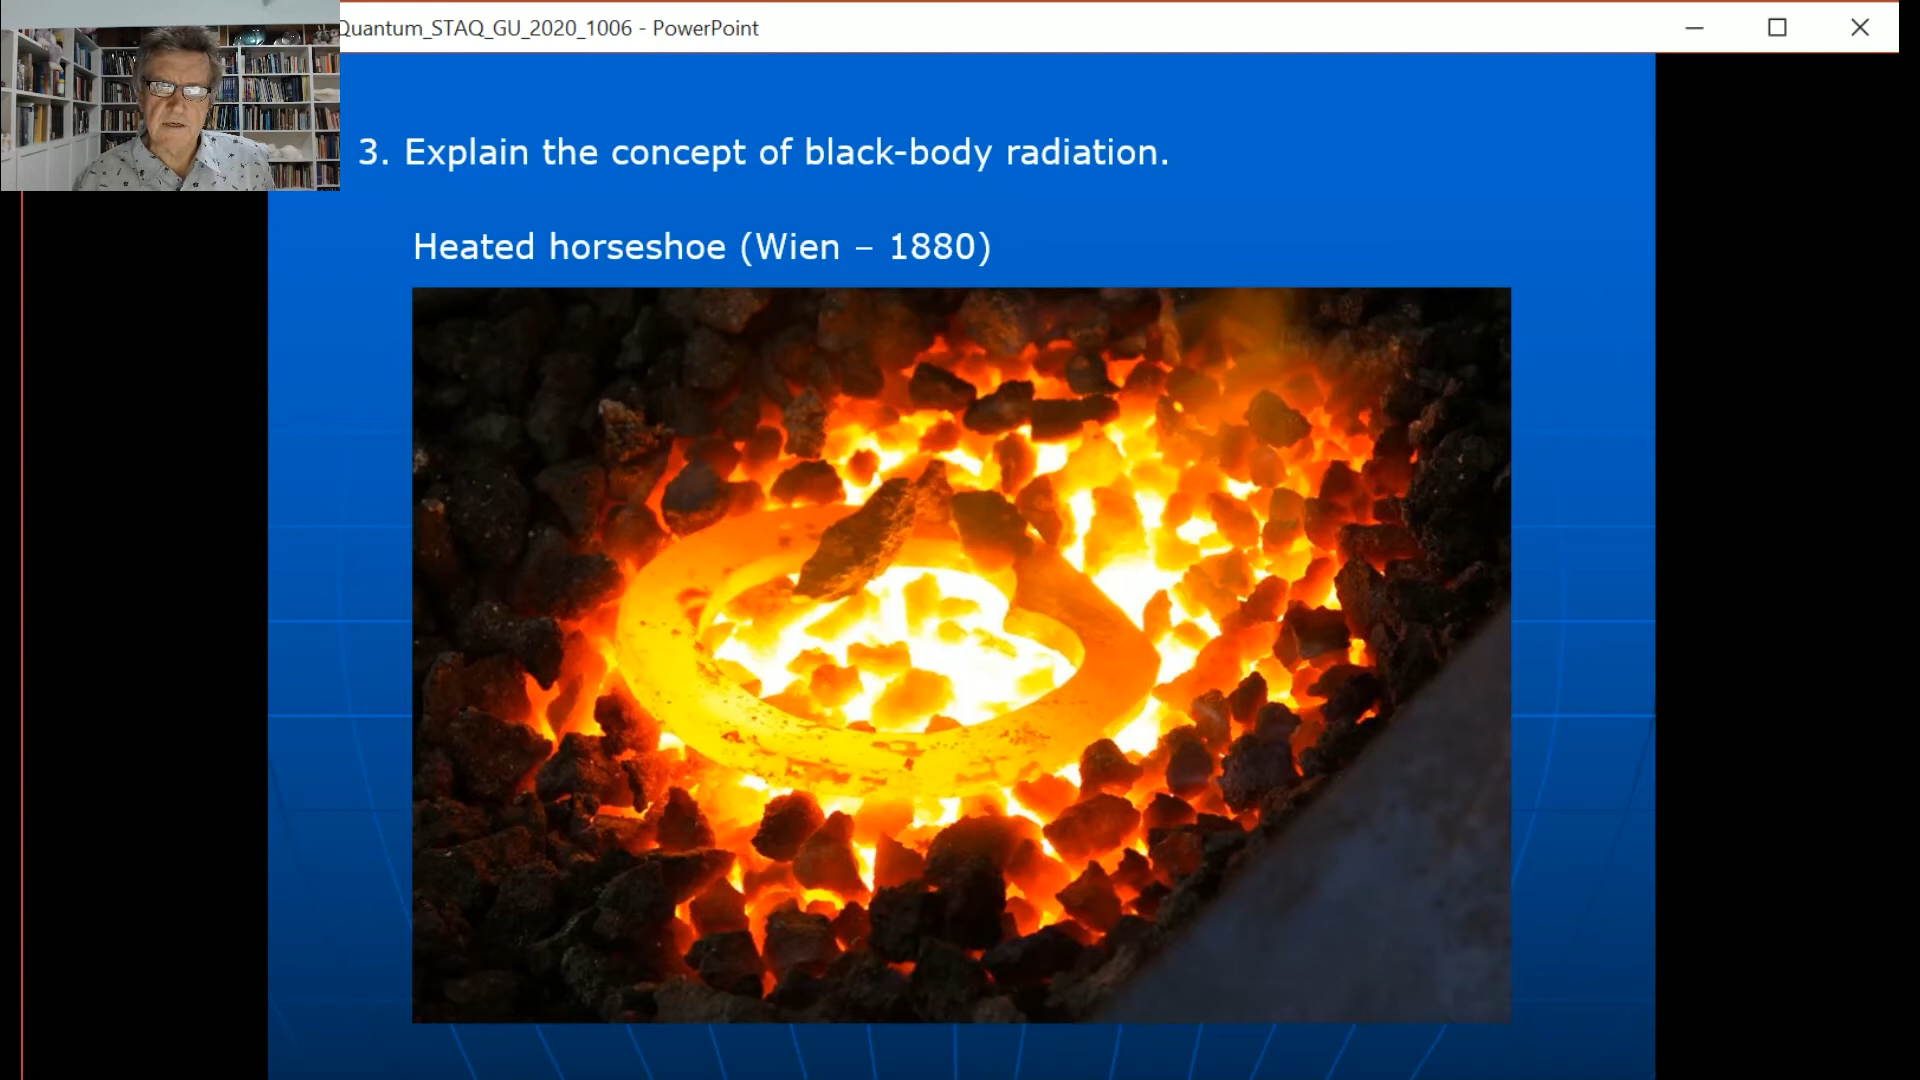 Quantum_STAQ_GU_2020_1006 - PowerPoint
3. Explain the concept of black-body radiation.
Heated horseshoe (Wien – 1880)